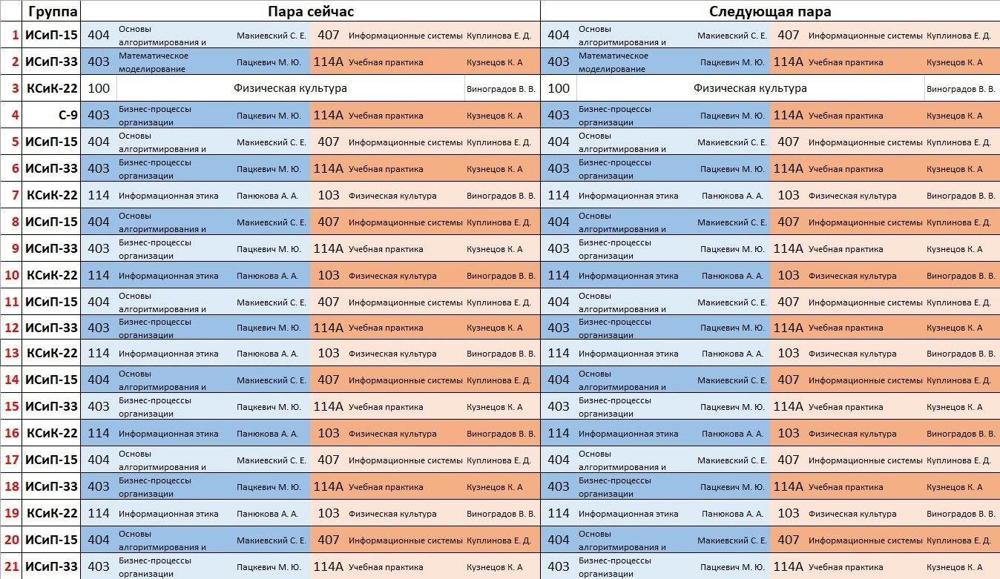 Группа Пара сейчас Следующая пара
1 ИСиП-15 404 Основы алгоритмирования и Макиевский С. Е. 407 Информационные системы Куплинова Е. Д. 404 Основы алгоритмирования и Макиевский С. Е. 407 Информационные системы Куплинова Е. Д.
2 ИСиП-33 403 Математическое моделирование Пацкевич М. Ю. 114А Учебная практика Кузнецов К. А 403 Математическое моделирование Пацкевич М. Ю. 114А Учебная практика Кузнецов К. А
3 КСиК-22 100 Физическая культура Виноградов В. В. 100 Физическая культура Виноградов В. В.
4 С-9 403 Бизнес-процессы организации Пацкевич М. Ю. 114А Учебная практика Кузнецов К. А 403 Бизнес-процессы организации Пацкевич М. Ю. 114А Учебная практика Кузнецов К. А
5 ИСиП-15 404 Основы алгоритмирования и Макиевский С. Е. 407 Информационные системы Куплинова Е. Д. 404 Основы алгоритмирования и Макиевский С. Е. 407 Информационные системы Куплинова Е. Д.
6 ИСиП-33 403 Бизнес-процессы организации Пацкевич М. Ю. 114А Учебная практика Кузнецов К. А 403 Бизнес-процессы организации Пацкевич М. Ю. 114А Учебная практика Кузнецов К. А
7 КСиК-22 114 Информационная этика Панюкова А. А. 103 Физическая культура Виноградов В. В. 114 Информационная этика Панюкова А. А. 103 Физическая культура Виноградов В. В.
8 ИСиП-15 404 Основы алгоритмирования и Макиевский С. Е. 407 Информационные системы Куплинова Е. Д. 404 Основы алгоритмирования и Макиевский С. Е. 407 Информационные системы Куплинова Е. Д.
9 ИСиП-33 403 Бизнес-процессы организации Пацкевич М. Ю. 114А Учебная практика Кузнецов К. А 403 Бизнес-процессы организации Пацкевич М. Ю. 114А Учебная практика Кузнецов К. А
10 КСиК-22 114 Информационная этика Панюкова А. А. 103 Физическая культура Виноградов В. В. 114 Информационная этика Панюкова А. А. 103 Физическая культура Виноградов В. В.
11 ИСиП-15 404 Основы алгоритмирования и Макиевский С. Е. 407 Информационные системы Куплинова Е. Д. 404 Основы алгоритмирования и Макиевский С. Е. 407 Информационные системы Куплинова Е. Д.
12 ИСиП-33 403 Бизнес-процессы организации Пацкевич М. Ю. 114А Учебная практика Кузнецов К. А 403 Бизнес-процессы организации Пацкевич М. Ю. 114А Учебная практика Кузнецов К. А
13 КСиК-22 114 Информационная этика Панюкова А. А. 103 Физическая культура Виноградов В. В. 114 Информационная этика Панюкова А. А. 103 Физическая культура Виноградов В. В.
14 ИСиП-15 404 Основы алгоритмирования и Макиевский С. Е. 407 Информационные системы Куплинова Е. Д. 404 Основы алгоритмирования и Макиевский С. Е. 407 Информационные системы Куплинова Е. Д.
15 ИСиП-33 403 Бизнес-процессы организации Пацкевич М. Ю. 114А Учебная практика Кузнецов К. А 403 Бизнес-процессы организации Пацкевич М. Ю. 114А Учебная практика Кузнецов К. А
16 КСиК-22 114 Информационная этика Панюкова А. А. 103 Физическая культура Виноградов В. В. 114 Информационная этика Панюкова А. А. 103 Физическая культура Виноградов В. В.
17 ИСиП-15 404 Основы алгоритмирования и Макиевский С. Е. 407 Информационные системы Куплинова Е. Д. 404 Основы алгоритмирования и Макиевский С. Е. 407 Информационные системы Куплинова Е. Д.
18 ИСиП-33 403 Бизнес-процессы организации Пацкевич М. Ю. 114А Учебная практика Кузнецов К. А 403 Бизнес-процессы организации Пацкевич М. Ю. 114А Учебная практика Кузнецов К. А
19 КСиК-22 114 Информационная этика Панюкова А. А. 103 Физическая культура Виноградов В. В. 114 Информационная этика Панюкова А. А. 103 Физическая культура Виноградов В. В.
20 ИСиП-15 404 Основы алгоритмирования и Макиевский С. Е. 407 Информационные системы Куплинова Е. Д. 404 Основы алгоритмирования и Макиевский С. Е. 407 Информационные системы Куплинова Е. Д.
21 ИСиП-33 403 Бизнес-процессы организации Пацкевич М. Ю. 114А Учебная практика Кузнецов К. А 403 Бизнес-процессы организации Пацкевич М. Ю. 114А Учебная практика Кузнецов К. А